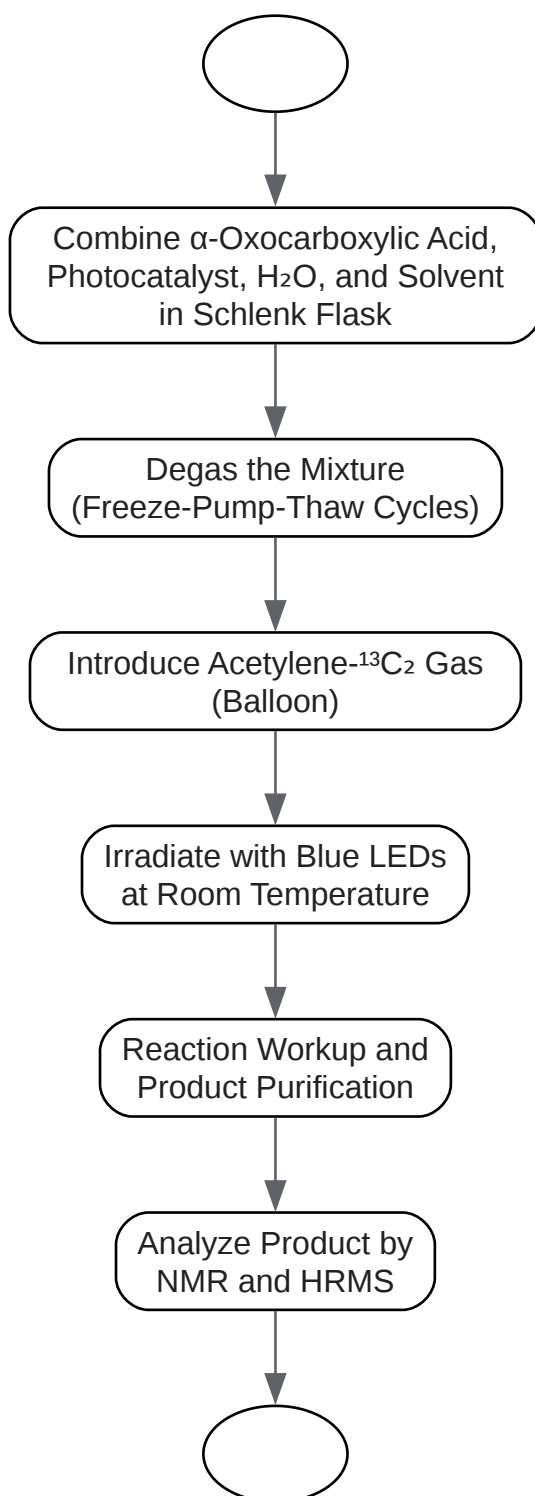 Combine α-Oxocarboxylic Acid,
Photocatalyst, H₂O, and Solvent
in Schlenk Flask
Degas the Mixture
(Freeze-Pump-Thaw Cycles)
Introduce Acetylene-¹³C₂ Gas
(Balloon)
Irradiate with Blue LEDs
at Room Temperature
Reaction Workup and
Product Purification
Analyze Product by
NMR and HRMS